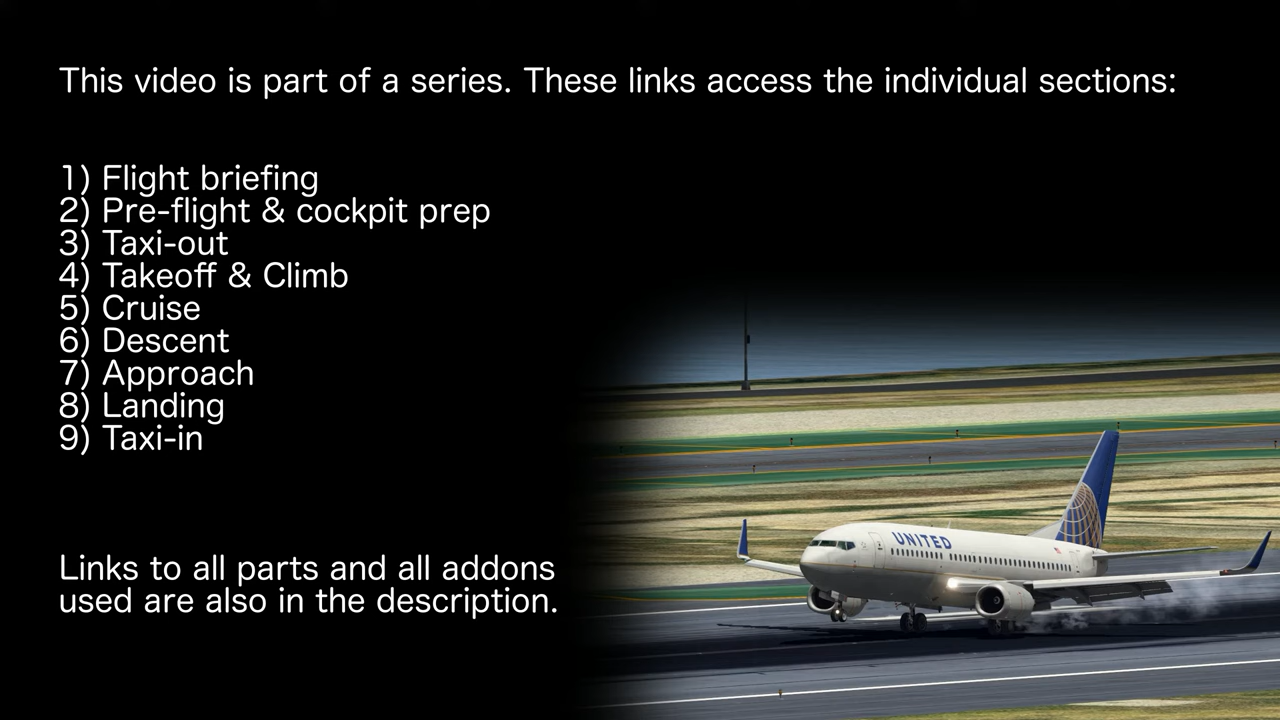 This video is part of a series. These links access the individual sections:
1) Flight briefing
2) Pre-flight & cockpit prep
3) Taxi-out
4) Takeoff & Climb
5) Cruise
6) Descent
7) Approach
8) Landing
9) Taxi-in
Links to all parts and all addons
used are also in the description.
UNITED